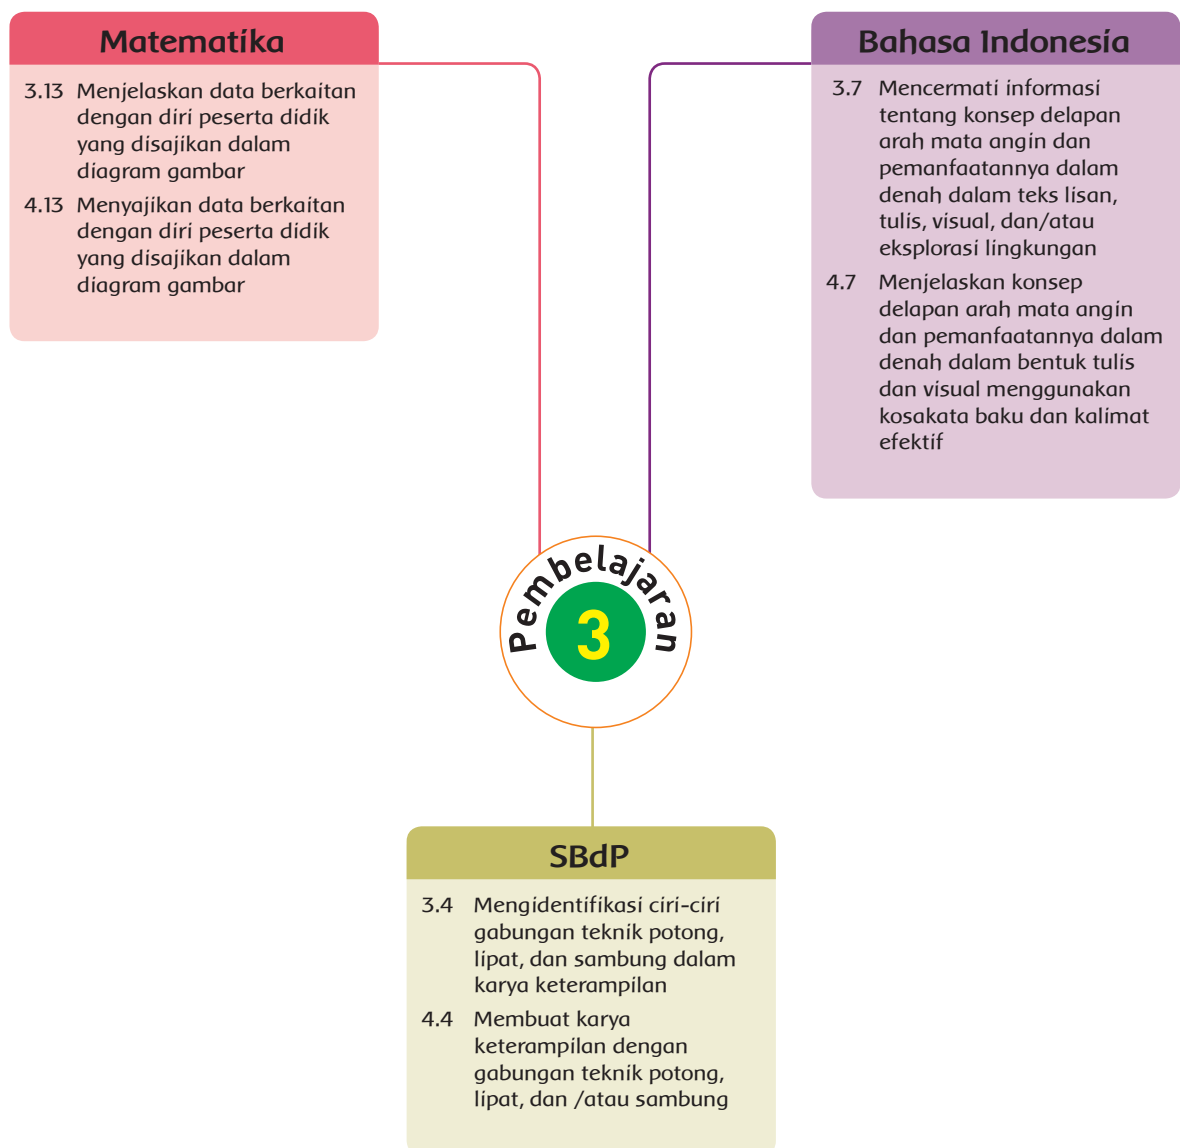 Matematika
3.13 Menjelaskan data berkaitan
dengan diri peserta didik
yang disajikan dalam
diagram gambar
4.13 Menyajikan data berkaitan
dengan diri peserta didik
yang disajikan dalam
diagram gambar
Bahasa Indonesia
3.7 Mencermati informasi
tentang konsep delapan
arah mata angin dan
pemanfaatannya dalam
denah dalam teks lisan,
tulis, visual, dan/atau
eksplorasi lingkungan
4.7 Menjelaskan konsep
delapan arah mata angin
dan pemanfaatannya dalam
denah dalam bentuk tulis
dan visual menggunakan
kosakata baku dan kalimat
efektif
Pembelajaran
3
SBdP
3.4 Mengidentifikasi ciri-ciri
gabungan teknik potong,
lipat, dan sambung dalam
karya keterampilan
4.4 Membuat karya
keterampilan dengan
gabungan teknik potong,
lipat, dan /atau sambung